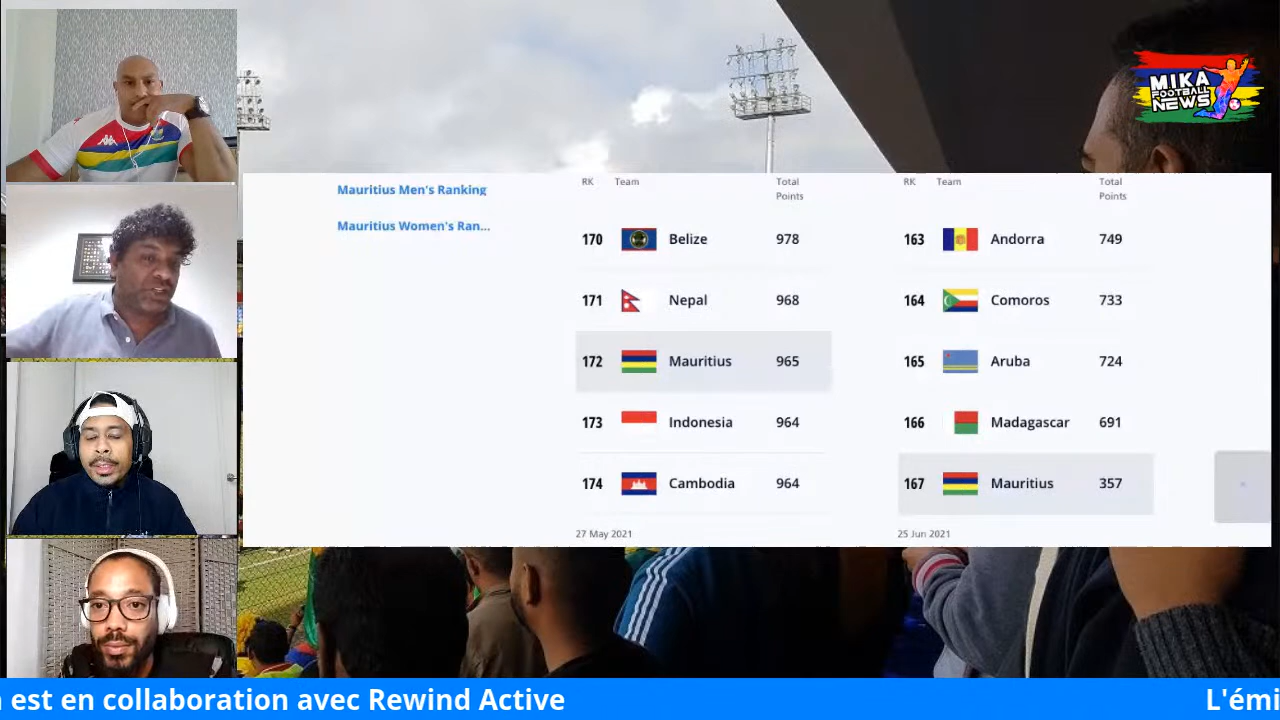 MIKA
FOOTBALL
NEWS
Mauritius Men's Ranking
Mauritius Women's Ran...
RK Team Total Points
170 Belize 978
171 Nepal 968
172 Mauritius 965
173 Indonesia 964
174 Cambodia 964
27 May 2021
RK Team Total Points
163 Andorra 749
164 Comoros 733
165 Aruba 724
166 Madagascar 691
167 Mauritius 357
25 Jun 2021
est en collaboration avec Rewind Active L'émi